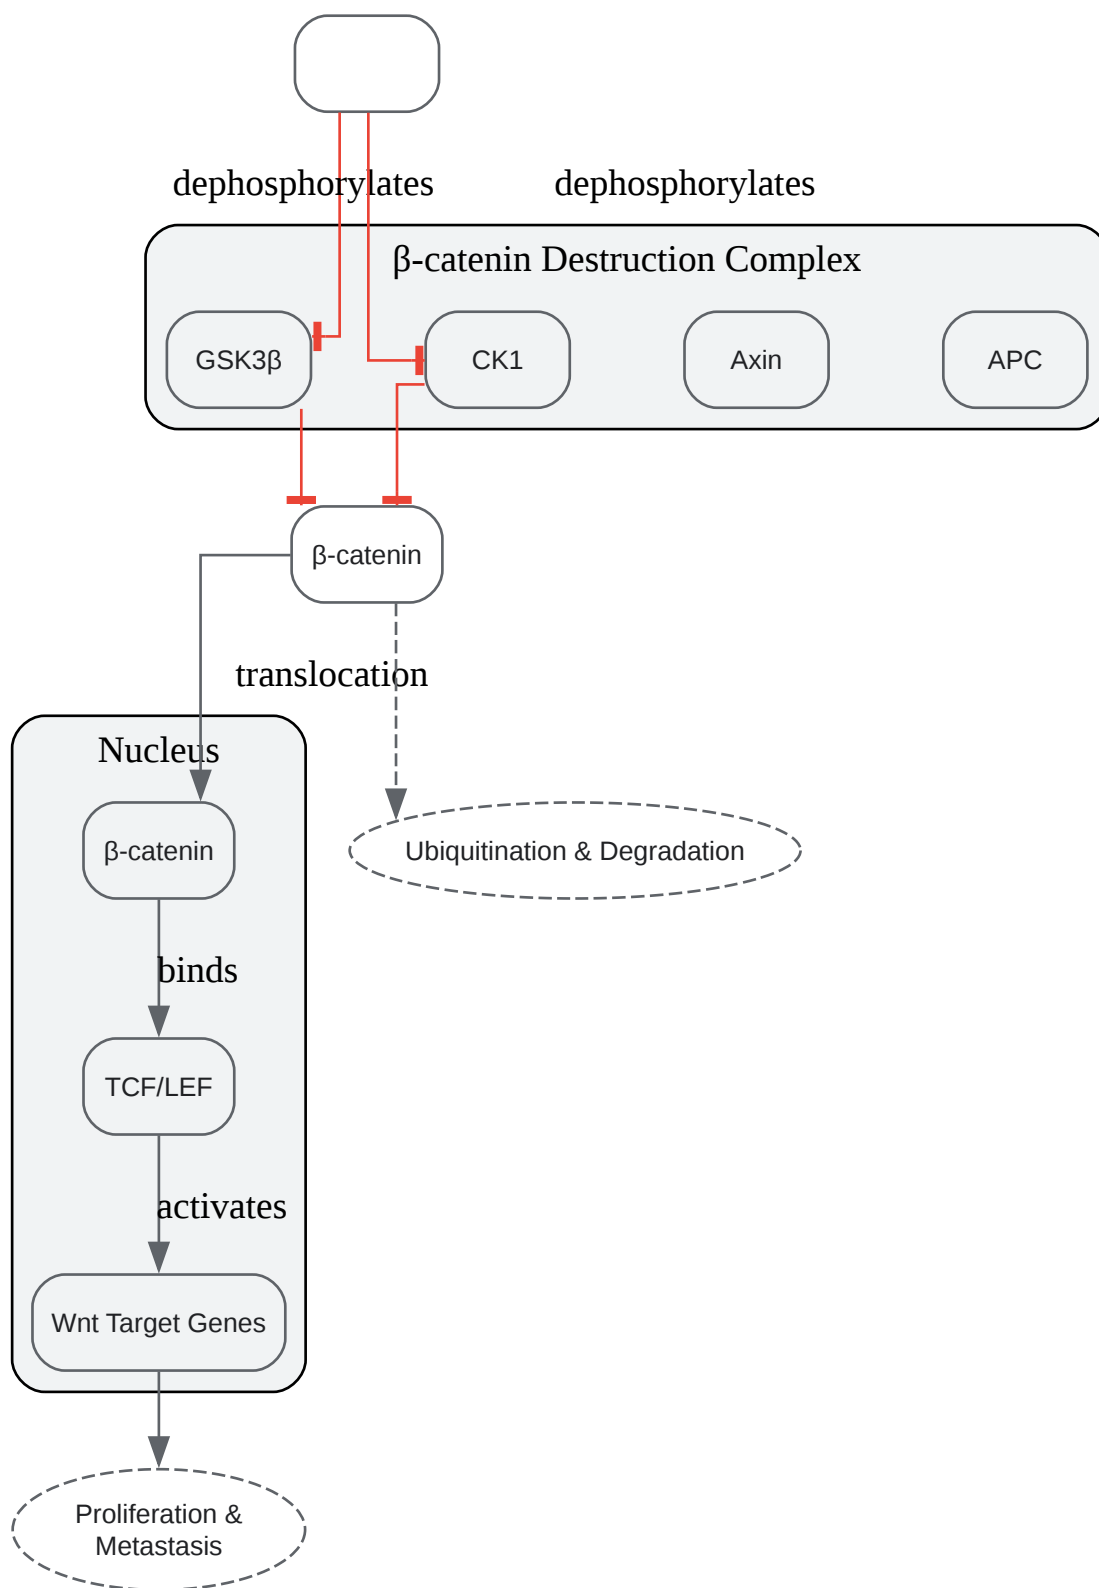 dephosphorylates
dephosphorylates
β-catenin Destruction Complex
GSK3β
CK1
Axin
APC
β-catenin
translocation
Nucleus
β-catenin
Ubiquitination & Degradation
binds
TCF/LEF
activates
Wnt Target Genes
Proliferation &
Metastasis